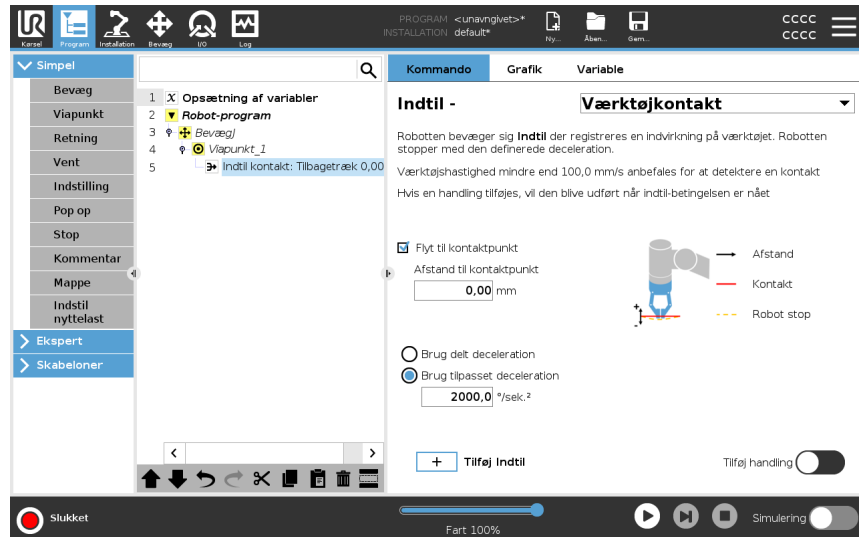 UR
PROGRAM <unavngivet>*
INSTALLATION default*
CCCC
CCCC
Kørsel Program Installation Bevæg I/O Log Ny... Åben... Gem...
Simpel
Bevæg
Viapunkt
Retning
Vent
Indstilling
Pop op
Stop
Kommentar
Mappe
Indstil
nyttelast
Ekspert
Skabeloner
1 X Opsætning af variabler
2 Robot-program
3 BevægJ
4 Viapunkt_1
5 Indtil kontakt: Tilbagetræk 0,00
Kommando Grafik Variable
Indtil - Værktøjkontakt
Robotten bevæger sig Indtil der registreres en indvirkning på værktøjet. Robotten
stopper med den definerede deceleration.
Værktøjshastighed mindre end 100,0 mm/s anbefales for at detektere en kontakt
Hvis en handling tilføjes, vil den blive udført når indtil-betingelsen er nået
Flyt til kontaktpunkt
Afstand til kontaktpunkt
0,00 mm
Afstand
Kontakt
Robot stop
+
-
Brug delt deceleration
Brug tilpasset deceleration
2000,0 °/sek.²
+ Tilføj Indtil
Tilføj handling
Slukket
Fart 100%
Simulering